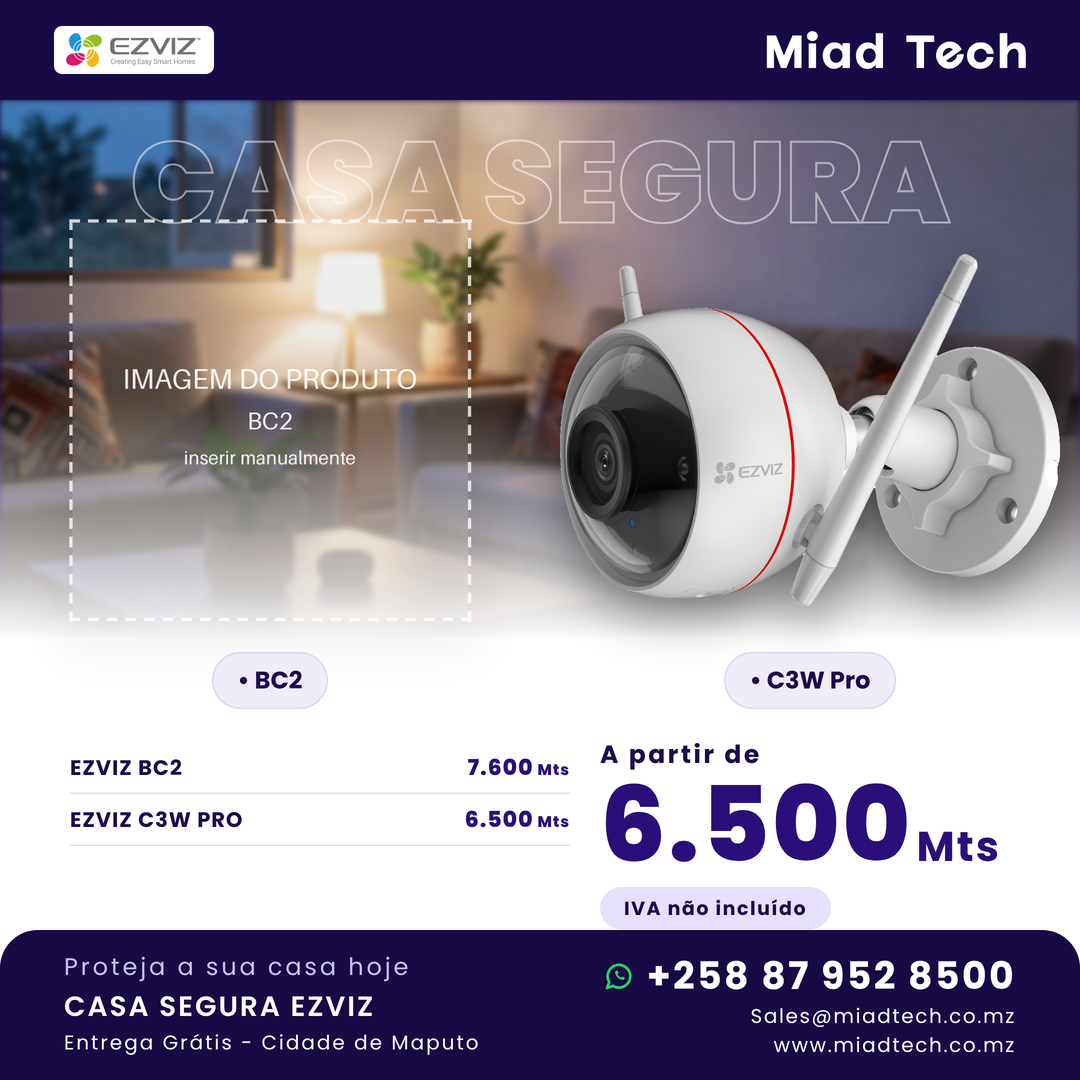 EZVIZ™
Creating Easy Smart Homes
Miad Tech
CASA SEGURA
IMAGEM DO PRODUTO
BC2
inserir manualmente
EZVIZ
• BC2
• C3W Pro
EZVIZ BC2 7.600 Mts
EZVIZ C3W PRO 6.500 Mts
A partir de
6.500 Mts
IVA não incluído
Proteja a sua casa hoje
CASA SEGURA EZVIZ
Entrega Grátis - Cidade de Maputo
+258 87 952 8500
Sales@miadtech.co.mz
www.miadtech.co.mz